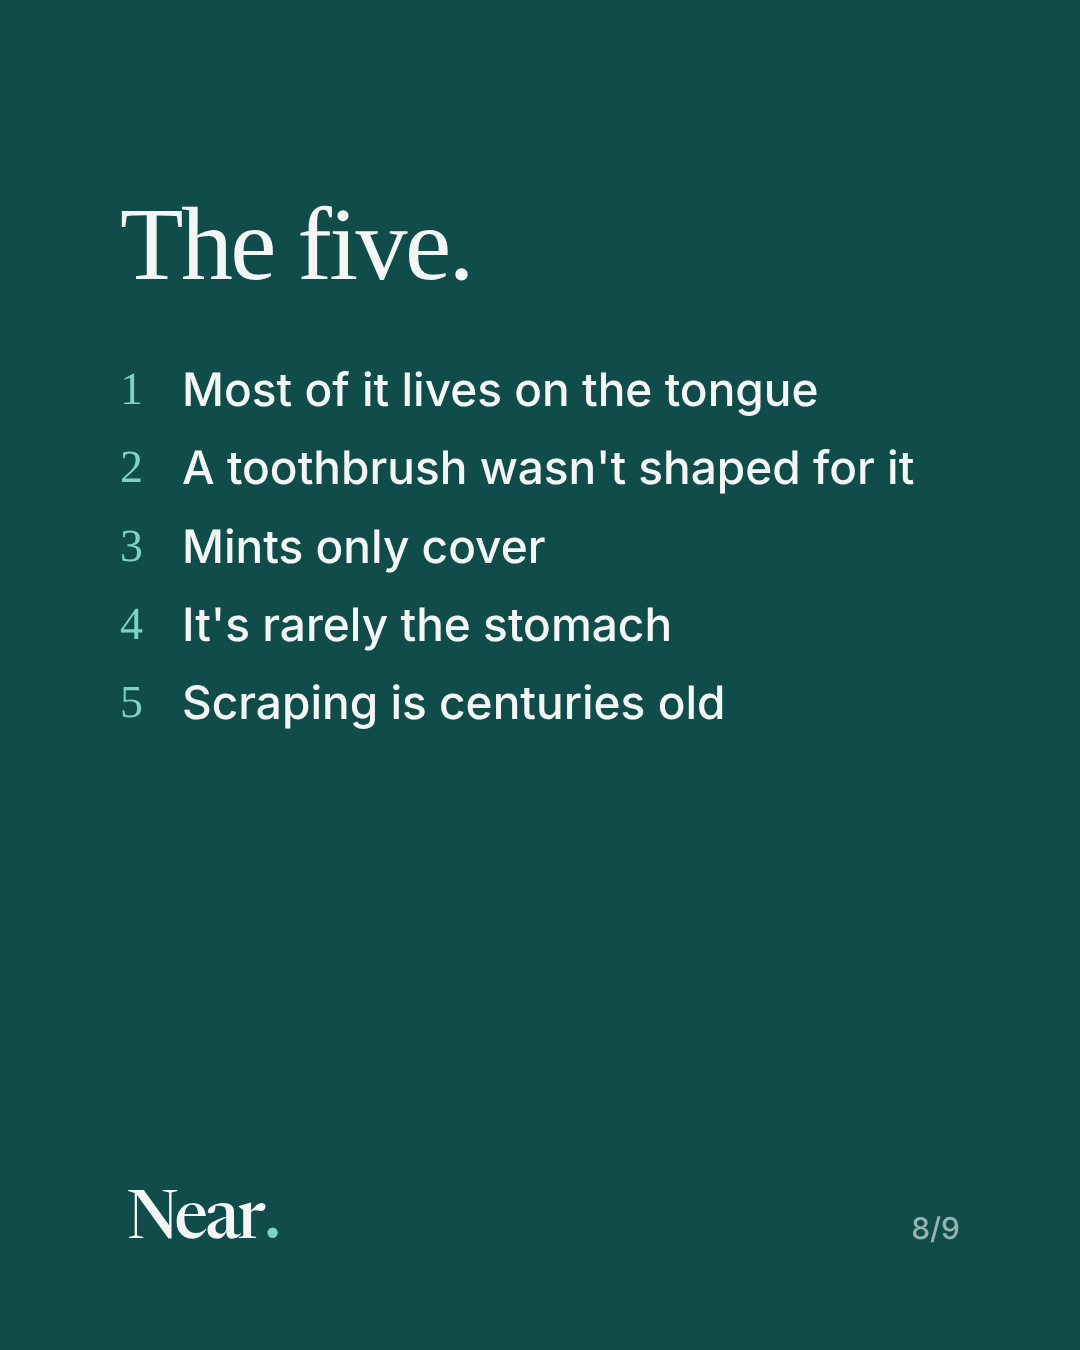 The five.
1 Most of it lives on the tongue
2 A toothbrush wasn't shaped for it
3 Mints only cover
4 It's rarely the stomach
5 Scraping is centuries old
Near.
8/9